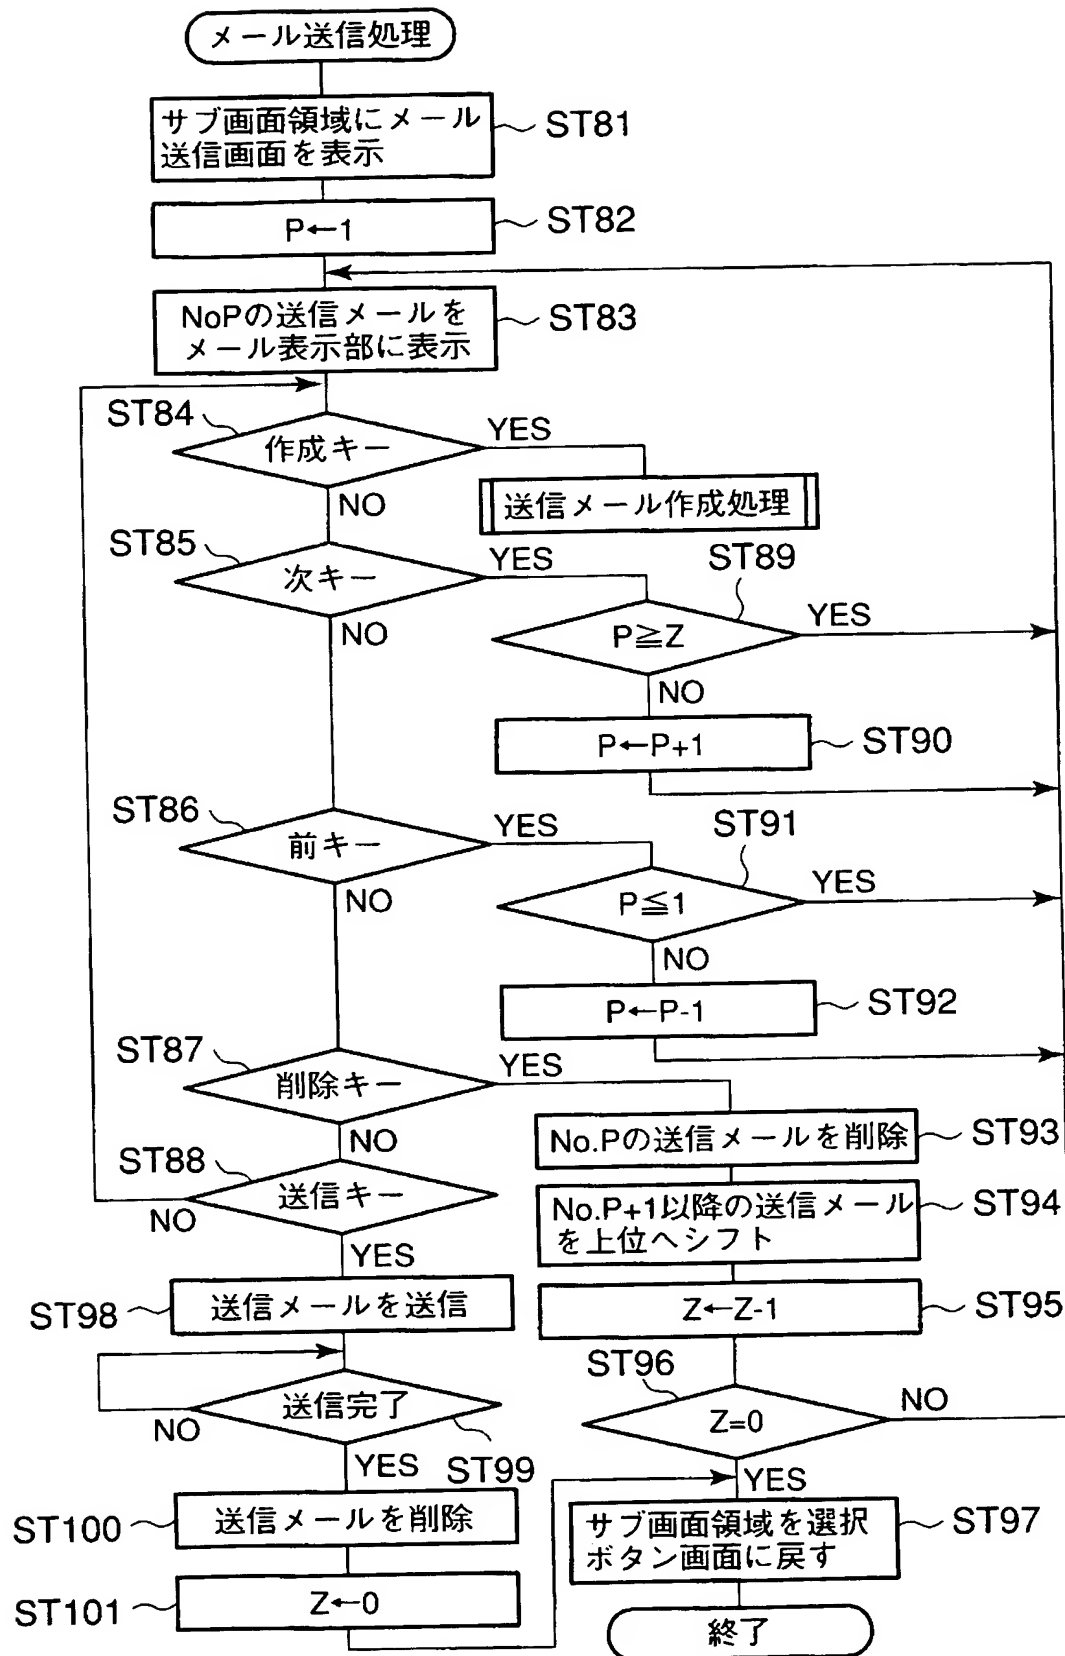 メール送信処理
サブ画面領域にメール
送信画面を表示
ST81
P←1
ST82
NoPの送信メールを
メール表示部に表示
ST83
ST84
作成キー
YES
NO
送信メール作成処理
ST85
次キー
YES
NO
ST89
P≧Z
YES
NO
P←P+1
ST90
ST86
前キー
YES
NO
ST91
P≦1
YES
NO
P←P-1
ST92
ST87
削除キー
YES
NO
No.Pの送信メールを削除
ST93
ST88
送信キー
NO
YES
No.P+1以降の送信メール
を上位へシフト
ST94
ST98
送信メールを送信
Z←Z-1
ST95
ST96
Z=0
NO
YES
送信完了
NO
YES
ST99
ST100
送信メールを削除
サブ画面領域を選択
ボタン画面に戻す
ST97
ST101
Z←0
終了